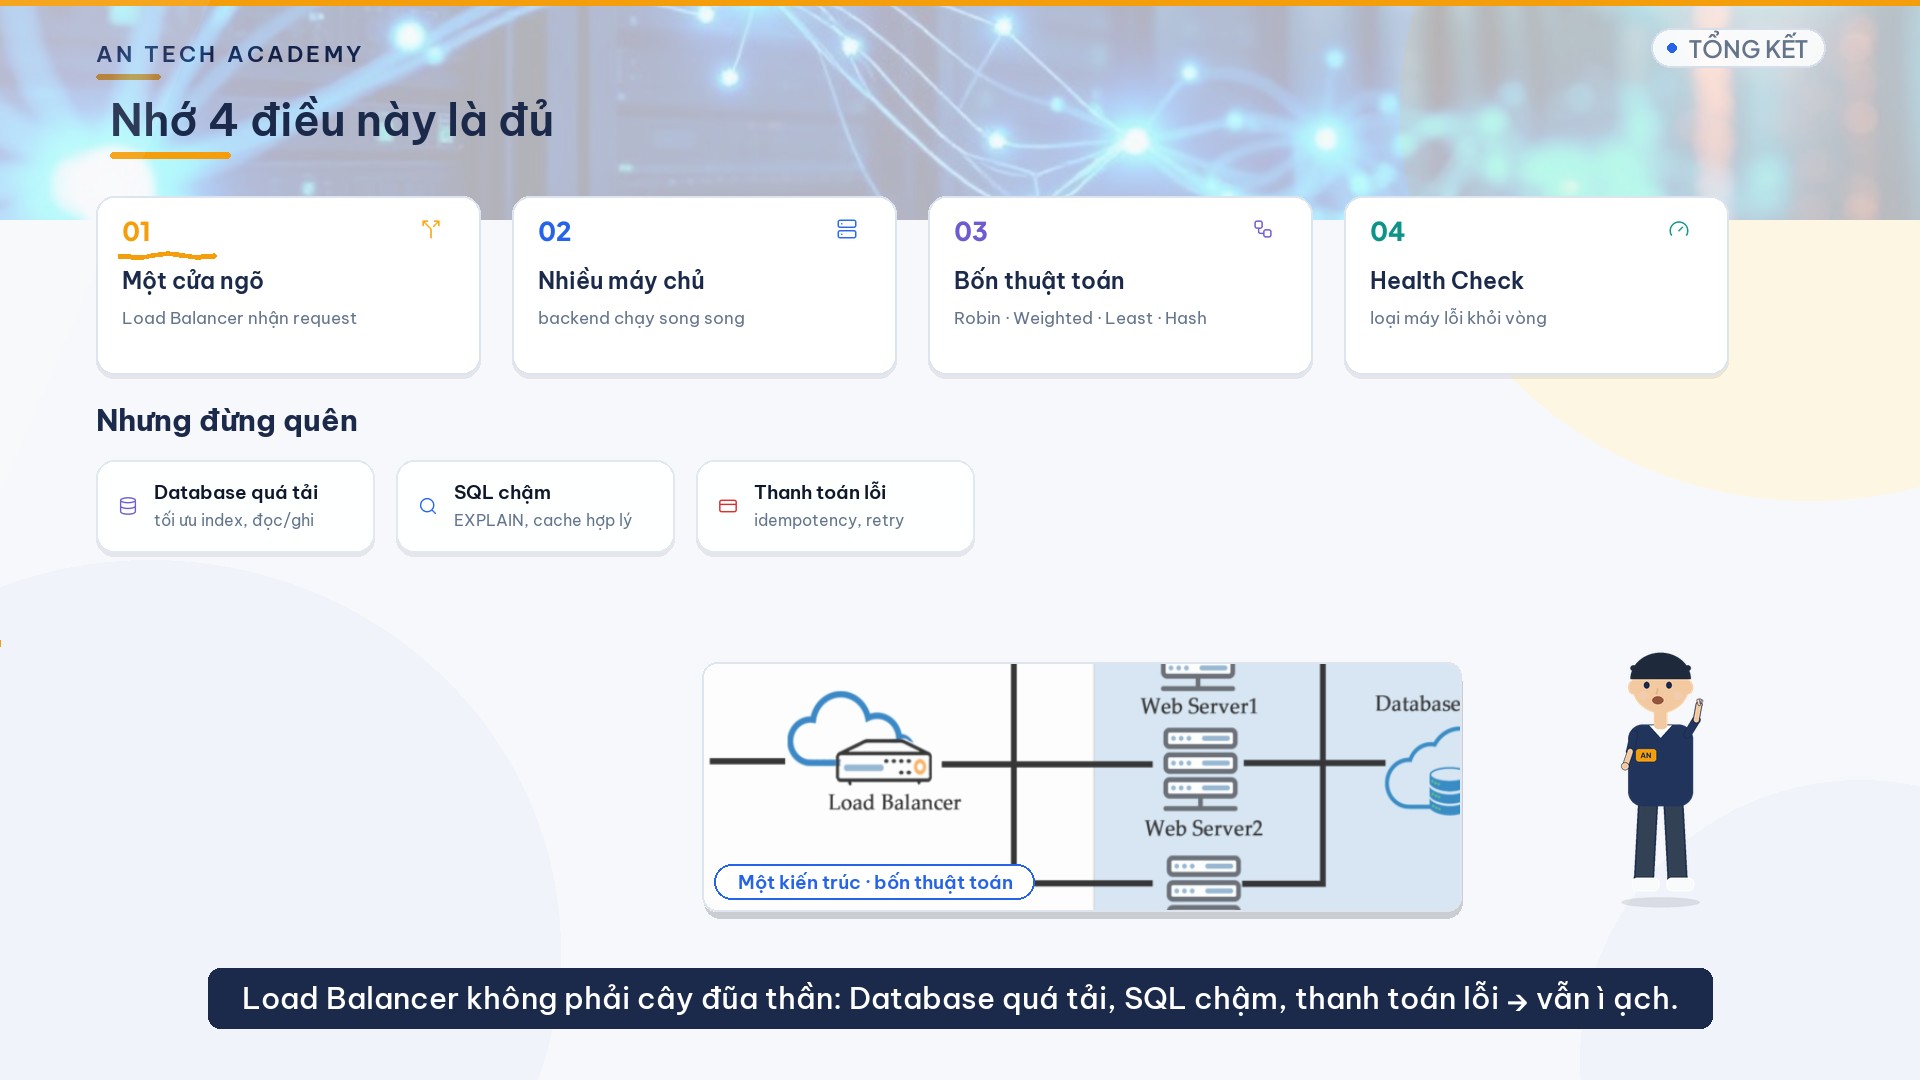 AN TECH ACADEMY
TỔNG KẾT
Nhớ 4 điều này là đủ
01
Một cửa ngõ
Load Balancer nhận request
02
Nhiều máy chủ
backend chạy song song
03
Bốn thuật toán
Robin · Weighted · Least · Hash
04
Health Check
loại máy lỗi khỏi vòng
Nhưng đừng quên
Database quá tải
tối ưu index, đọc/ghi
SQL chậm
EXPLAIN, cache hợp lý
Thanh toán lỗi
idempotency, retry
Load Balancer
Web Server1
Web Server2
Database
Một kiến trúc · bốn thuật toán
AN
Load Balancer không phải cây đũa thần: Database quá tải, SQL chậm, thanh toán lỗi → vẫn ì ạch.